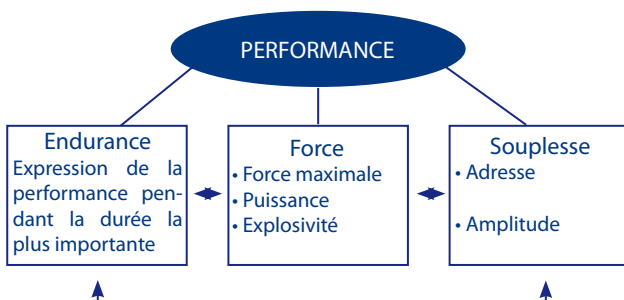 PERFORMANCE
Endurance
Expression de la
performance pen-
dant la durée la
plus importante
Force
• Force maximale
• Puissance
• Explosivité
Souplesse
• Adresse
• Amplitude